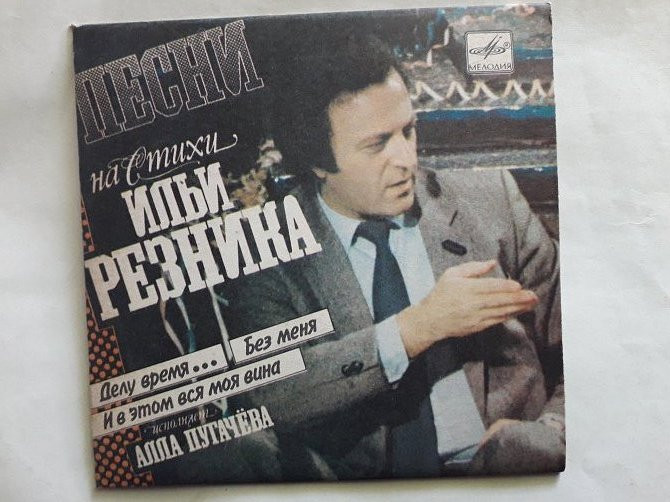 ПЕСНИ
на Стихи
ИЛЬИ
РЕЗНИКА
Делу время...
Без меня
И в этом вся моя вина
исполняет
АЛЛА ПУГАЧЁВА
МЕЛОДИЯ